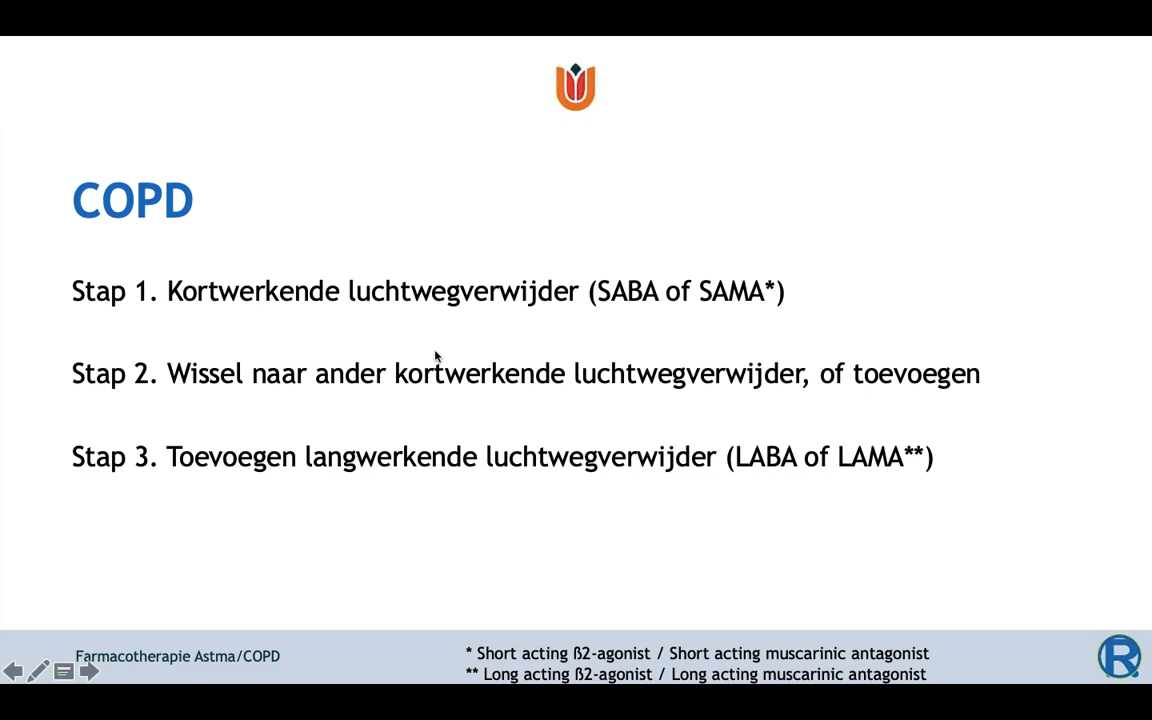 COPD
Stap 1. Kortwerkende luchtwegverwijder (SABA of SAMA*)
Stap 2. Wissel naar ander kortwerkende luchtwegverwijder, of toevoegen
Stap 3. Toevoegen langwerkende luchtwegverwijder (LABA of LAMA**)
Farmacotherapie Astma/COPD
* Short acting ß2-agonist / Short acting muscarinic antagonist
** Long acting ß2-agonist / Long acting muscarinic antagonist
R